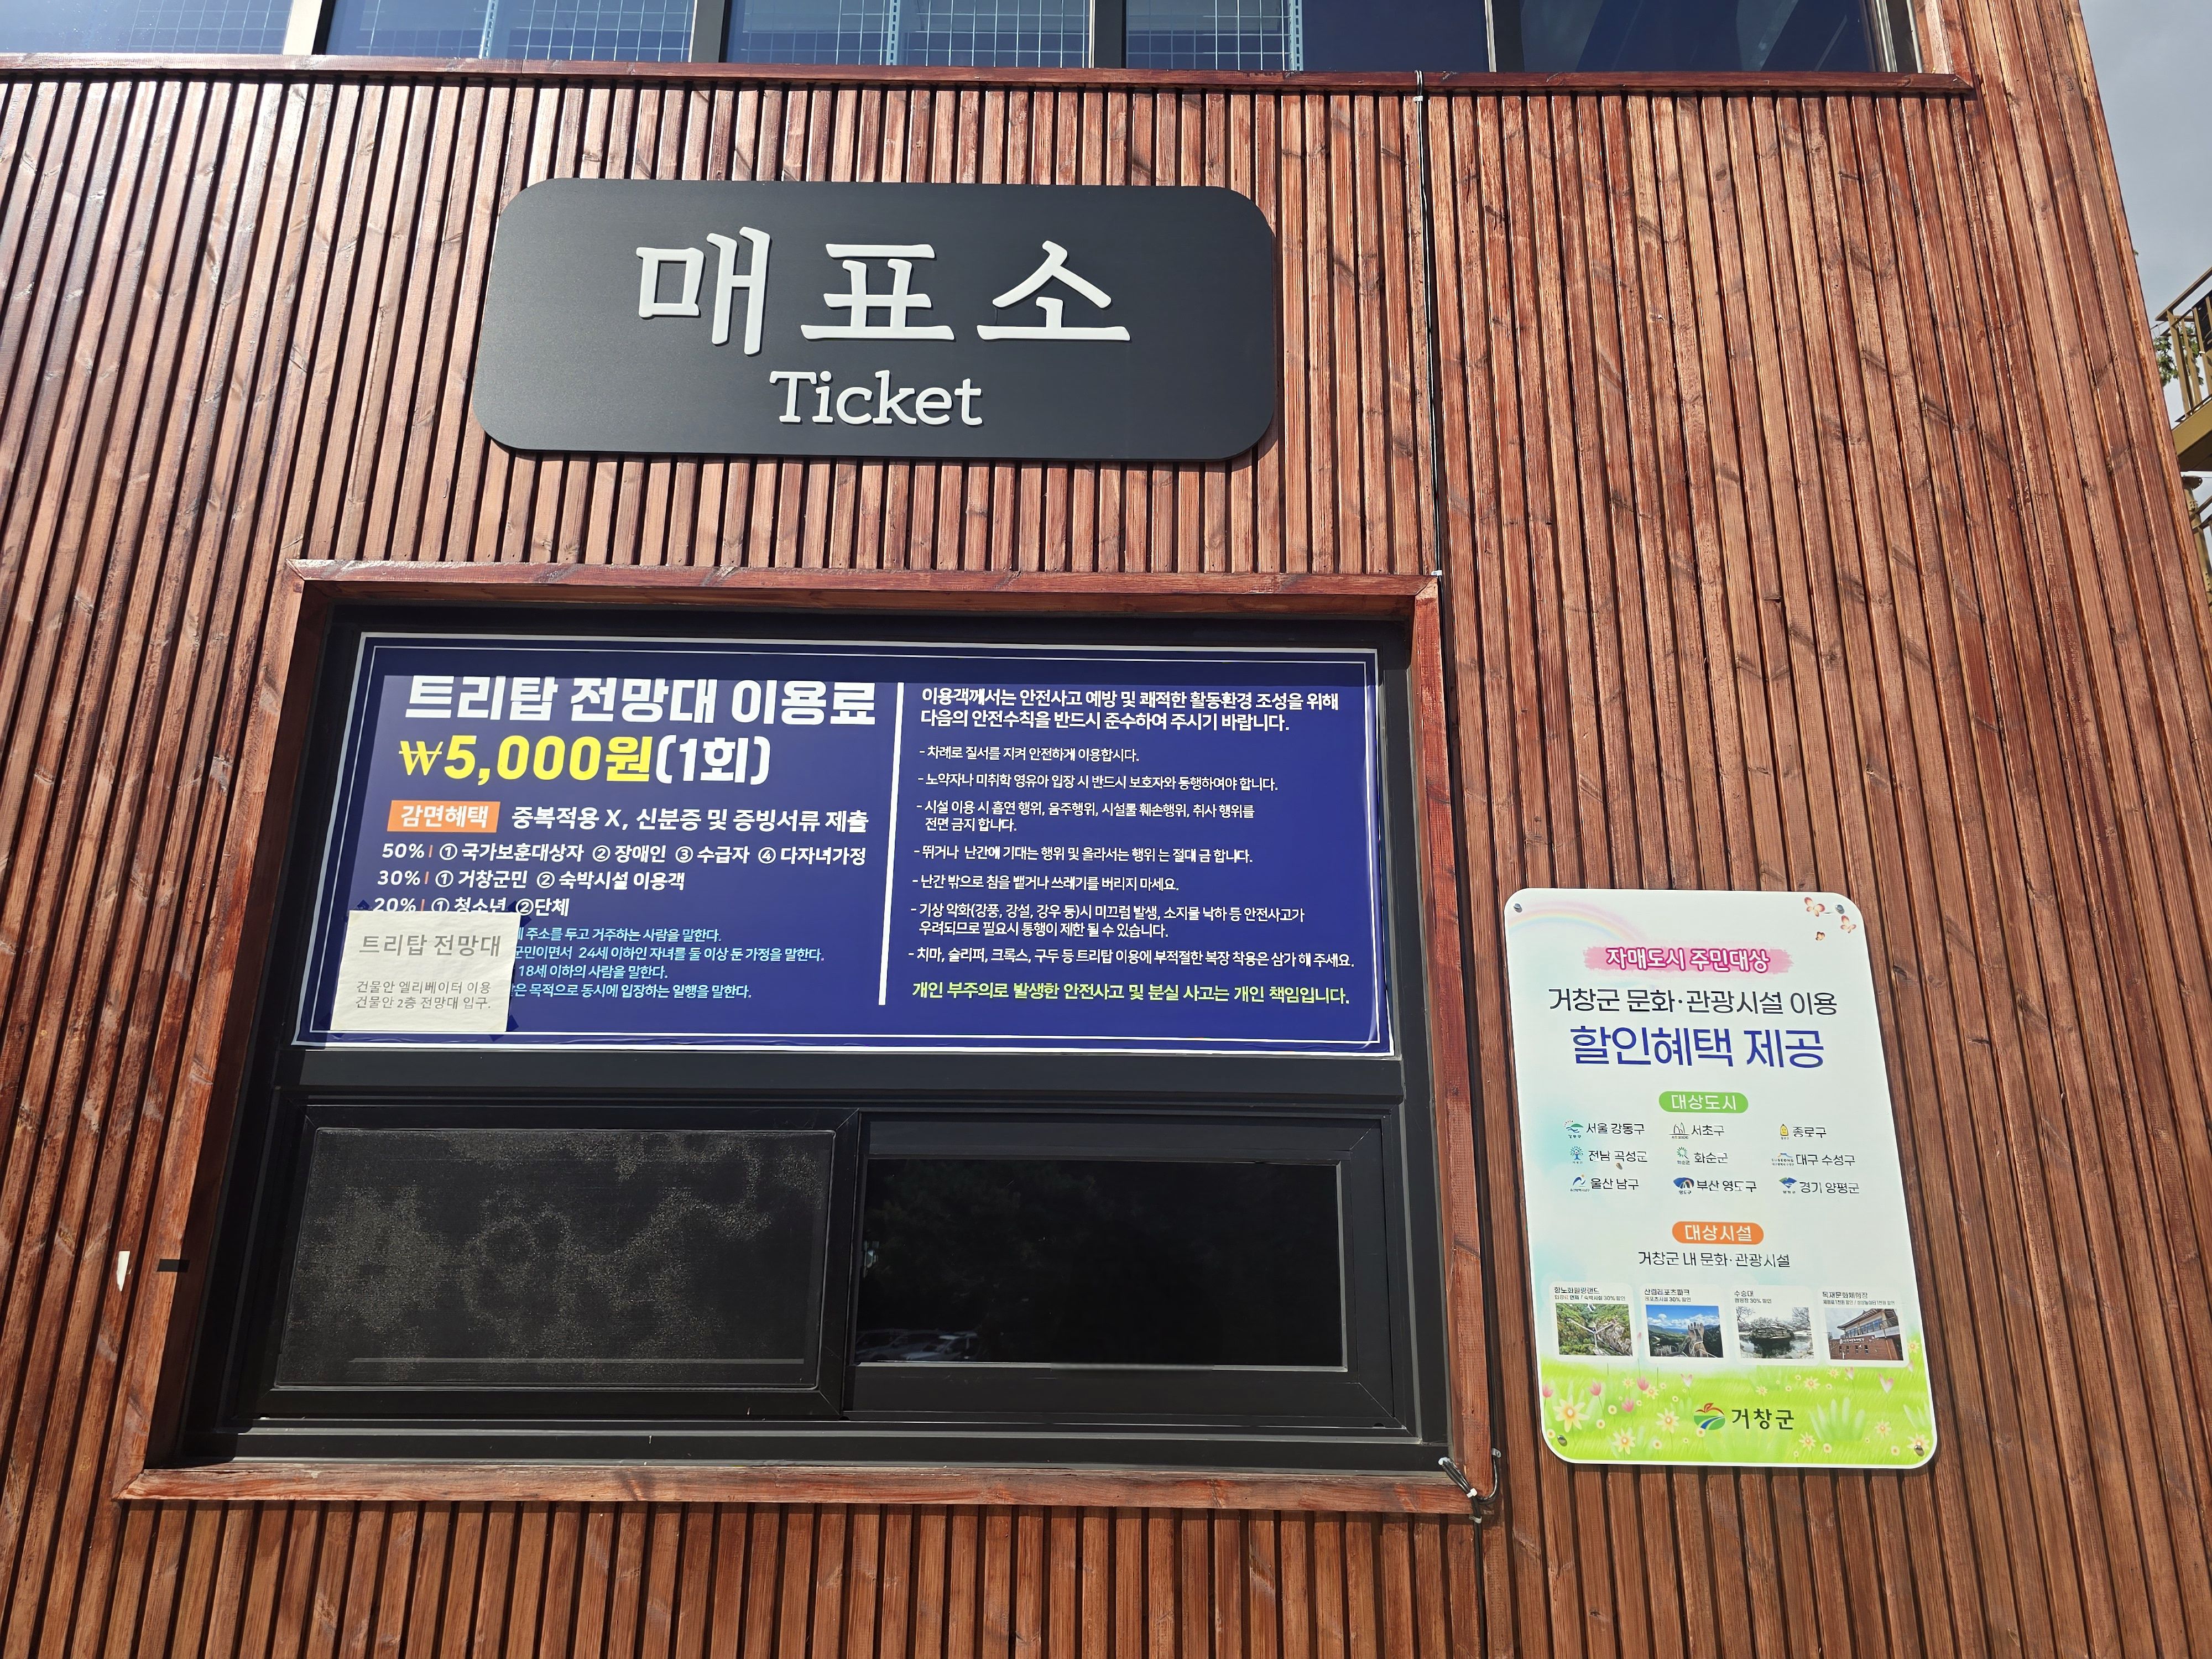 매표소
Ticket
트리탑 전망대 이용료
₩5,000원(1회)
감면혜택 중복적용 X, 신분증 및 증빙서류 제출
50% | ① 국가보훈대상자 ② 장애인 ③ 수급자 ④ 다자녀가정
30% | ① 거창군민 ② 숙박시설 이용객
20% | ① 청소년 ②단체
주소를 두고 거주하는 사람을 말한다.
군민이면서 24세 이하인 자녀를 둘 이상 둔 가정을 말한다.
18세 이하의 사람을 말한다.
은 목적으로 동시에 입장하는 일행을 말한다.
트리탑 전망대
건물안 엘리베이터 이용
건물안 2층 전망대 입구.
이용객께서는 안전사고 예방 및 쾌적한 활동환경 조성을 위해
다음의 안전수칙을 반드시 준수하여 주시기 바랍니다.
- 차례로 질서를 지켜 안전하게 이용합시다.
- 노약자나 미취학 영유아 입장 시 반드시 보호자와 동행하여야 합니다.
- 시설 이용 시 흡연 행위, 음주행위, 시설톨 훼손행위, 취사 행위를
전면 금지 합니다.
- 뛰거나 난간에 기대는 행위 및 올라서는 행위 는 절대 금 합니다.
- 난간 밖으로 침을 뱉거나 쓰레기를 버리지 마세요.
- 기상 악화(강풍, 강설, 강우 등)시 미끄럼 발생, 소지물 낙하 등 안전사고가
우려되므로 필요시 통행이 제한 될 수 있습니다.
- 치마, 슬리퍼, 크록스, 구두 등 트리탑 이용에 부적절한 복장 착용은 삼가 해 주세요.
개인 부주의로 발생한 안전사고 및 분실 사고는 개인 책임입니다.
자매도시 주민대상
거창군 문화·관광시설 이용
할인혜택 제공
대상도시
서울 강동구 서초구 종로구
전남 곡성군 화순군 대구 수성구
울산 남구 부산 영도구 경기 양평군
대상시설
거창군 내 문화·관광시설
항노화힐링랜드 산림레포츠파크 수승대
거창군